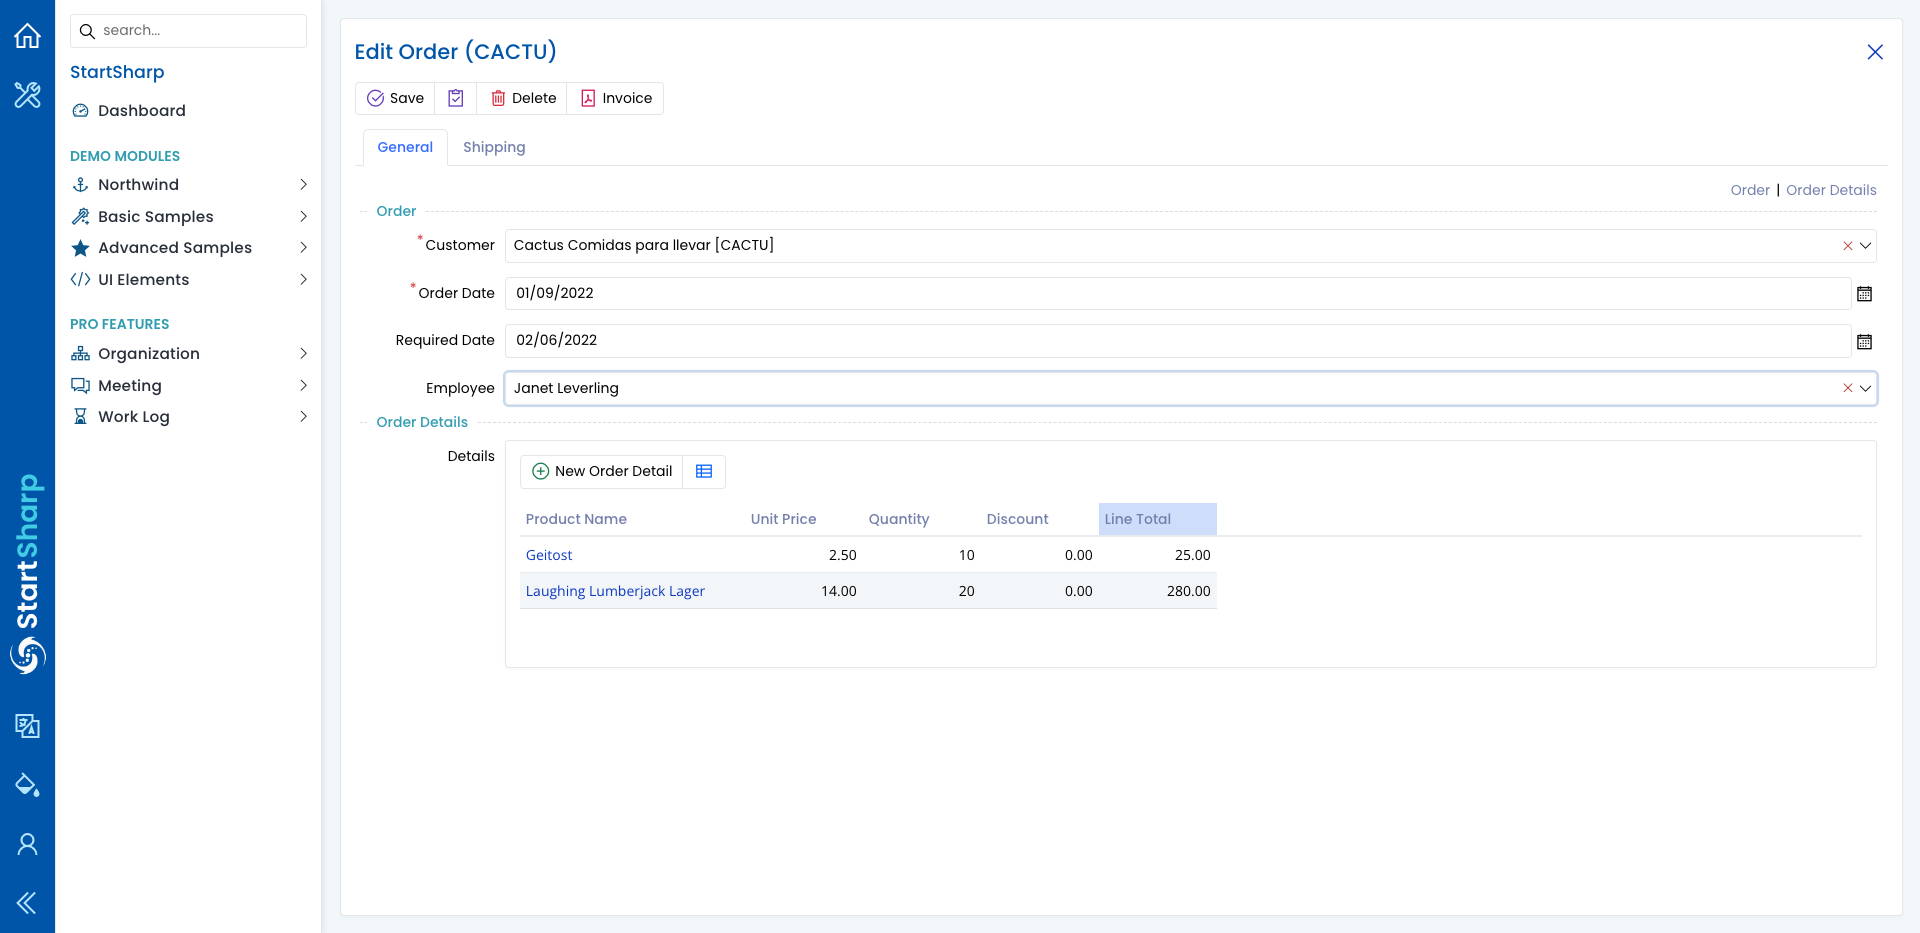 search...
StartSharp
Dashboard
DEMO MODULES
Northwind
Basic Samples
Advanced Samples
UI Elements
PRO FEATURES
Organization
Meeting
Work Log
StartSharp
Edit Order (CACTU)
Save
Delete
Invoice
General
Shipping
Order | Order Details
Order
*Customer
Cactus Comidas para llevar [CACTU]
*Order Date
01/09/2022
Required Date
02/06/2022
Employee
Janet Leverling
Order Details
Details
New Order Detail
Product Name Unit Price Quantity Discount Line Total
Geitost 2.50 10 0.00 25.00
Laughing Lumberjack Lager 14.00 20 0.00 280.00